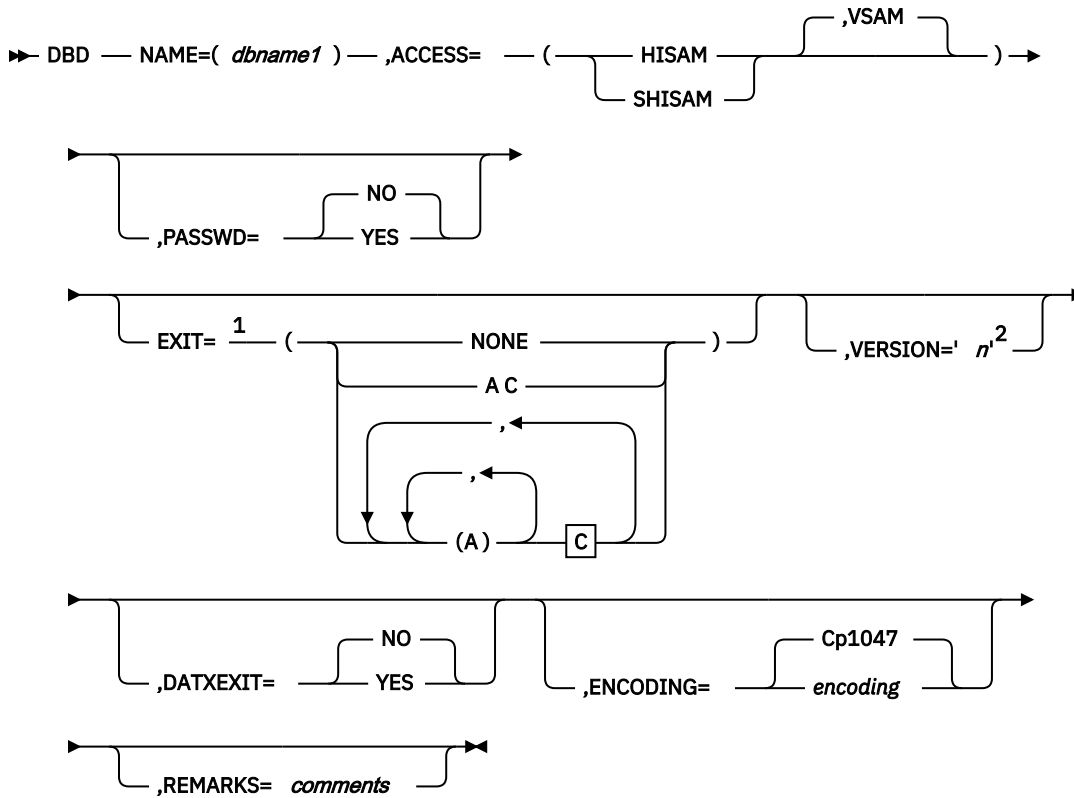 ,VSAM
DBD NAME=( dbname1 ) ,ACCESS= ( HISAM )
SHISAM
NO
,PASSWD= YES
EXIT= 1 ( NONE ) ,VERSION=' n' 2
A C
,
,
(A) C
NO Cp1047
,DATXEXIT= YES ,ENCODING= encoding
,REMARKS= comments